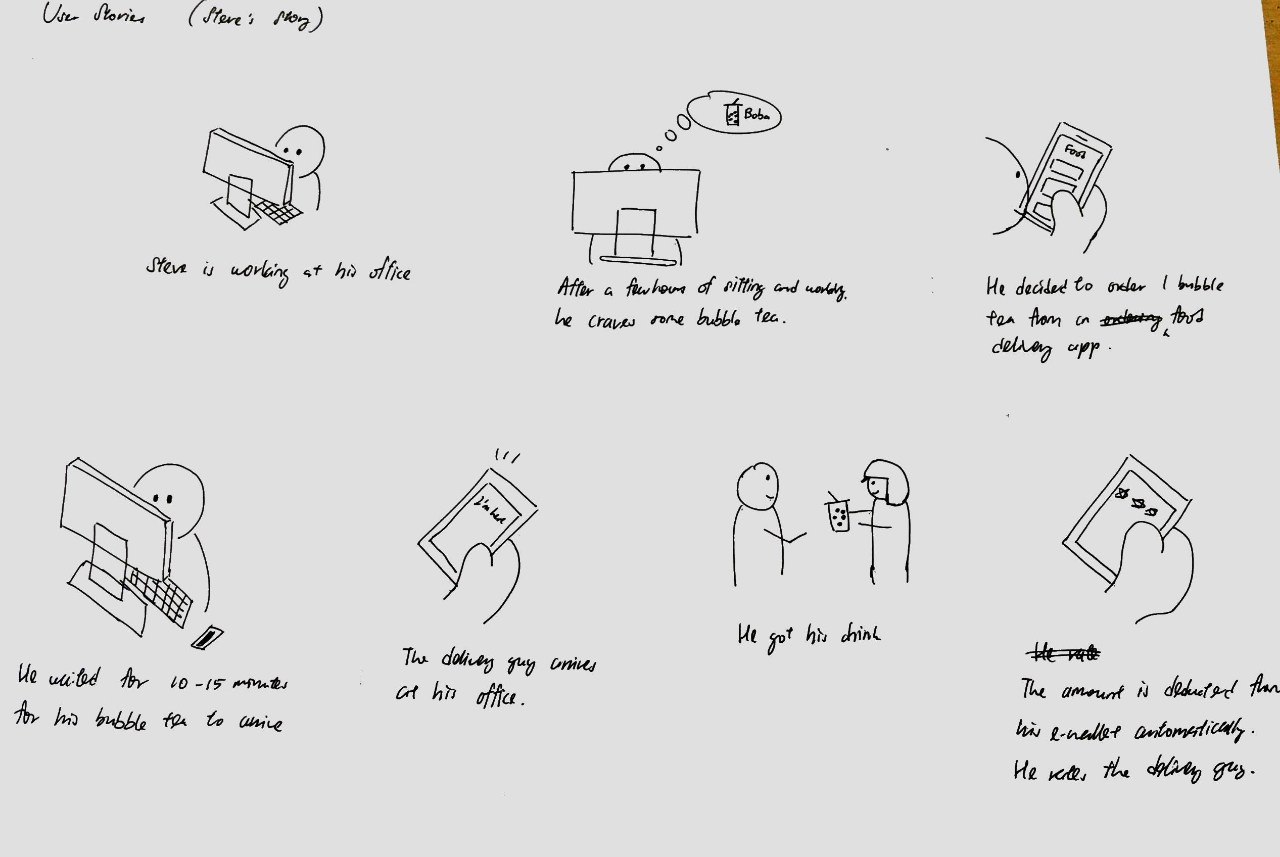 User Stories (Steve's story)
Boba
Food
Steve is working at his office
After a few hours of sitting and working,
he craves some bubble tea.
He decided to order 1 bubble
tea from an ordering food
delivery app.
I'm here
He waited for 10-15 minutes
for his bubble tea to arrive
The delivery guy arrives
at his office.
He got his drink
He rate
The amount is deducted from
his e-wallet automatically.
He rates the delivery guy.